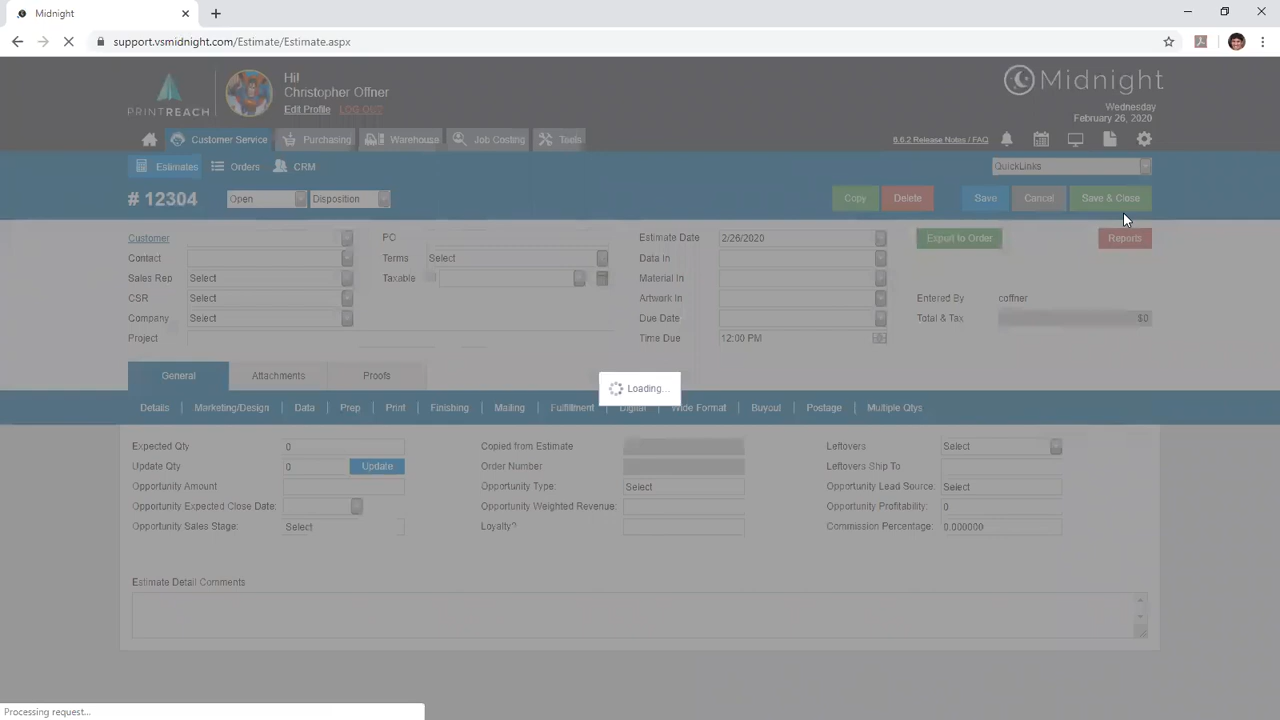 Midnight
support.vsmidnight.com/Estimate/Estimate.aspx
PRINTREACH
Hi!
Christopher Offner
Edit Profile LOG OUT
Midnight
Wednesday
February 26, 2020
Customer Service Purchasing Warehouse Job Costing Tools
6.6.2 Release Notes / FAQ
Estimates Orders CRM
QuickLinks
# 12304 Open Disposition Copy Delete Save Cancel Save & Close
Customer PC Estimate Date 2/26/2020 Export to Order Reports
Contact Terms Select Data In
Sales Rep Select Taxable Material In
CSR Select Artwork In Entered By coffner
Company Select Due Date Total & Tax $0
Project Time Due 12:00 PM
General Attachments Proofs
Loading...
Details Marketing/Design Data Prep Print Finishing Mailing Fulfillment Digital Wide Format Buyout Postage Multiple Qtys
Expected Qty 0 Copied from Estimate Leftovers Select
Update Qty 0 Update Order Number Leftovers Ship To
Opportunity Amount Opportunity Type: Select Opportunity Lead Source: Select
Opportunity Expected Close Date: Opportunity Weighted Revenue: Opportunity Profitability: 0
Opportunity Sales Stage: Select Loyalty? Commission Percentage: 0.000000
Estimate Detail Comments
Processing request...